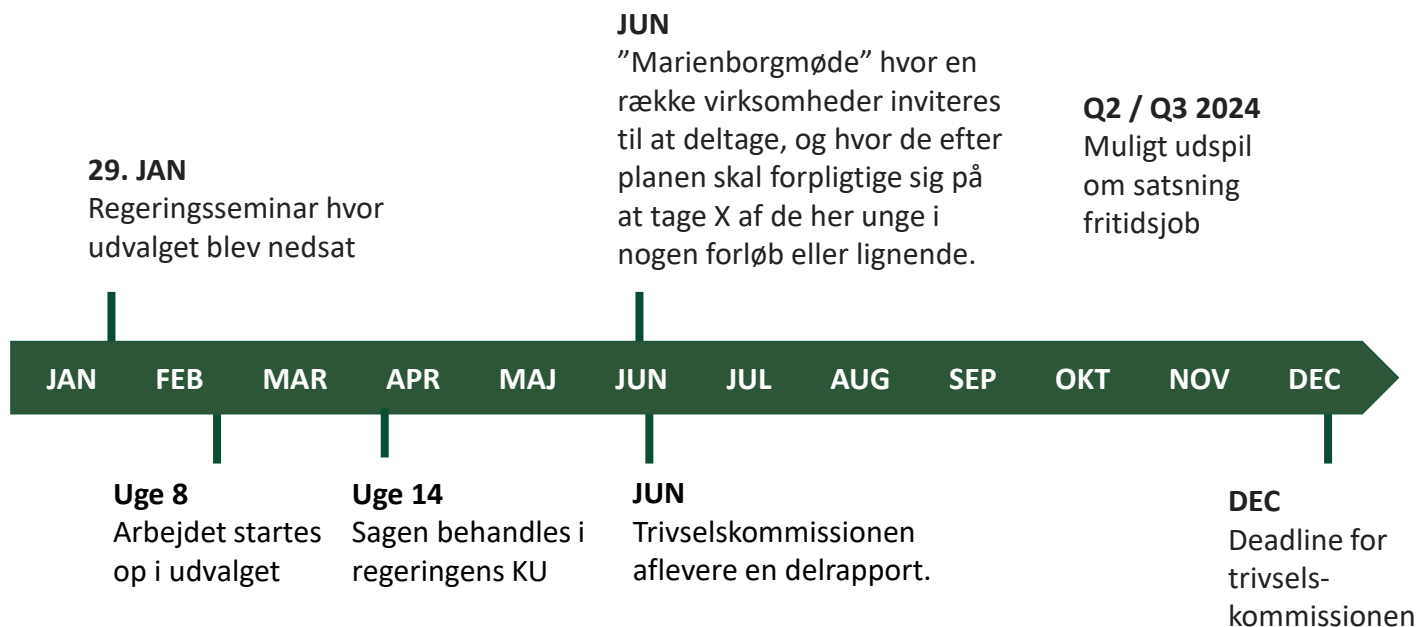 JUN
”Marienborgmøde” hvor en
række virksomheder inviteres
til at deltage, og hvor de efter
planen skal forpligtige sig på
at tage X af de her unge i
nogen forløb eller lignende.
Q2 / Q3 2024
Muligt udspil
om satsning
fritidsjob
29. JAN
Regeringsseminar hvor
udvalget blev nedsat
JAN FEB MAR APR MAJ JUN JUL AUG SEP OKT NOV DEC
Uge 8
Arbejdet startes
op i udvalget
Uge 14
Sagen behandles i
regeringens KU
JUN
Trivselskommissionen
aflevere en delrapport.
DEC
Deadline for
trivsels-
kommissionen